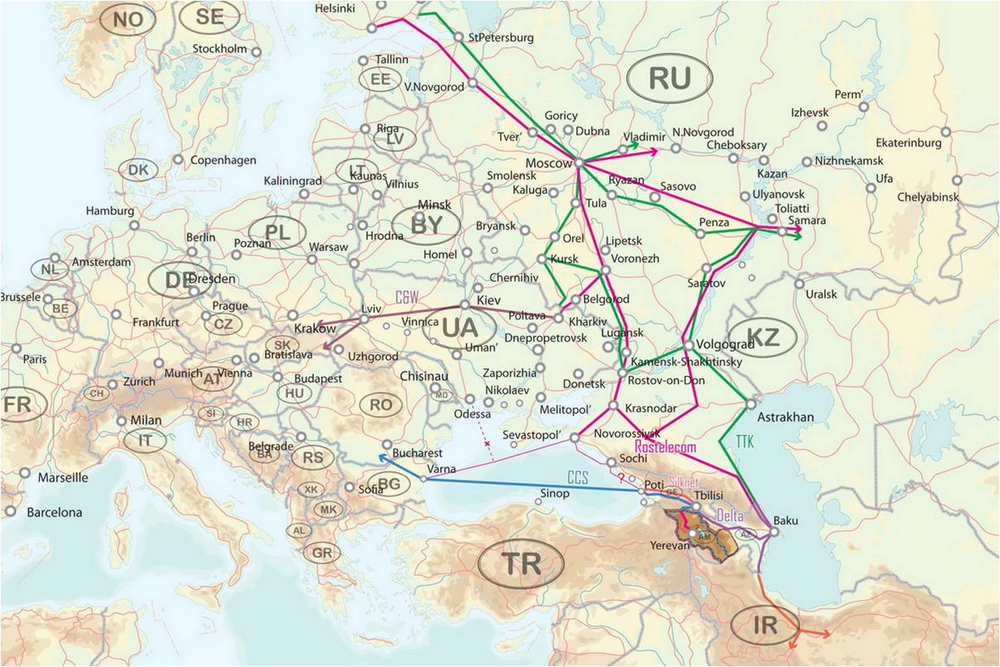 Helsinki
NO
SE
StPetersburg
Stockholm
Tallinn
RU
EE
V.Novgorod
Perm'
Izhevsk
Goricy
Riga
LV
Tver'
Dubna
Vladimir
N.Novgorod
Ekaterinburg
Cheboksary
Copenhagen
Moscow
Nizhnekamsk
DK
LT
Kaunas
Kaliningrad
Vilnius
Smolensk
Ryazan
Sasovo
Kazan
Ufa
Kaluga
Ulyanovsk
Chelyabinsk
Tula
Minsk
Hamburg
Toliatti
Samara
BY
Bryansk
Penza
PL
Berlin
Hrodna
Orel
Lipetsk
Poznan
Warsaw
Homel
Kursk
Voronezh
Amsterdam
NL
DE
Dresden
Chernihiv
Saratov
Brussele
BE
C&W
Kiev
Belgorod
Uralsk
Prague
Lviv
Poltava
Kharkiv
Frankfurt
CZ
Krakow
Vinnica
UA
Lugansk
KZ
Dnepropetrovsk
SK
Uman'
Volgograd
Paris
Bratislava
Uzhgorod
Kamensk-Shakhtinsky
Munich
Vienna
AT
Budapest
Chisinau
Zaporizhia
Donetsk
Rostov-on-Don
Zurich
CH
HU
Nikolaev
MD
FR
RO
Odessa
Melitopol'
Krasnodar
SI
HR
Astrakhan
Milan
IT
Sevastopol'
Novorossiysk
Belgrade
BA
RS
Rostelecom
TTK
Bucharest
Sochi
Marseille
Varna
CCS
?
Poti
Silknet
XK
Sofia
BG
GE
Sinop
Tbilisi
Barcelona
MK
Delta
Baku
AL
AZ
AM
Yerevan
GR
TR
IR